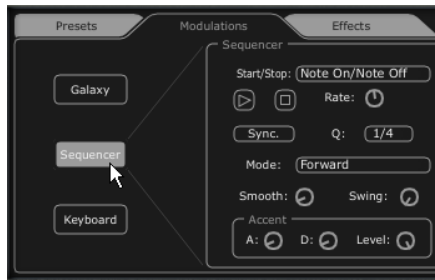 Presets Modulations Effects
Sequencer
Start/Stop: Note On/Note Off
Galaxy
Rate:
Sync. Q: 1/4
Sequencer
Mode: Forward
Smooth: Swing:
Keyboard
Accent
A: D: Level: